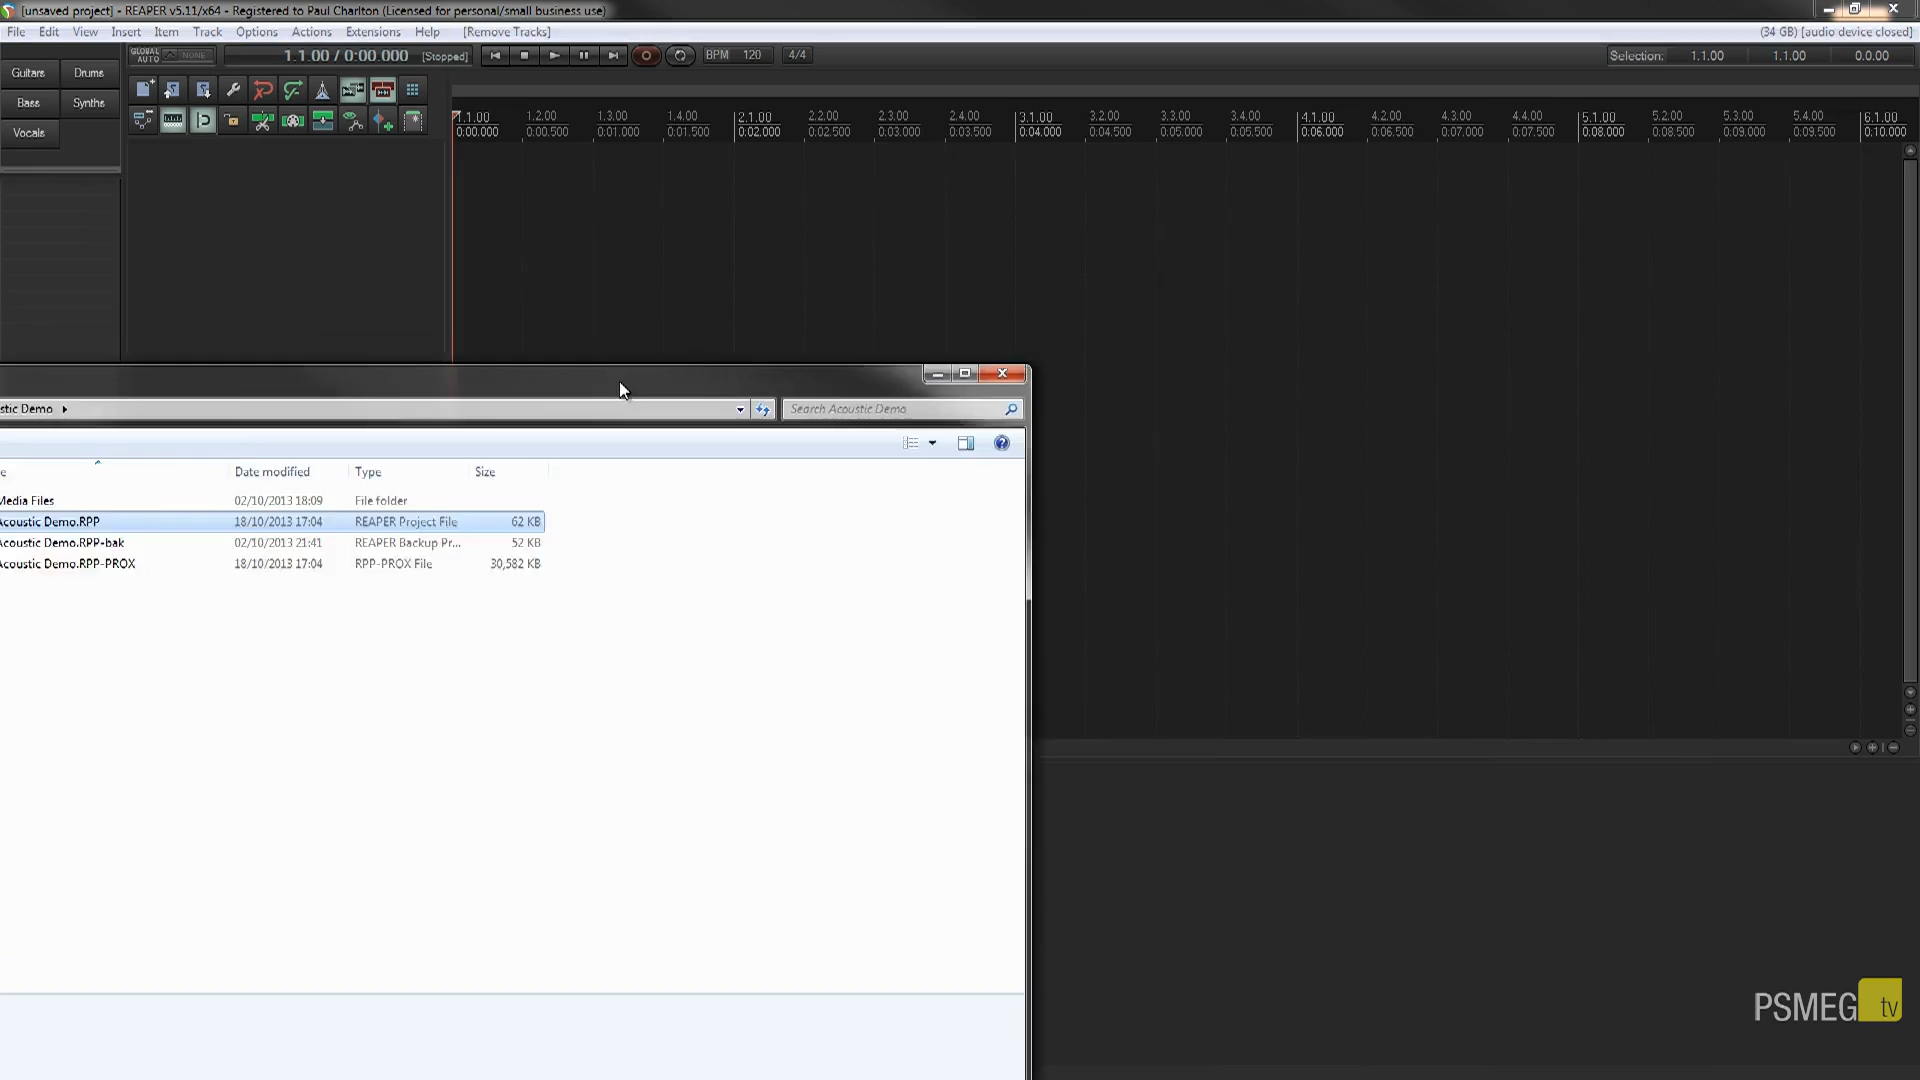 [unsaved project] - REAPER v5.11/x64 - Registered to Paul Charlton (Licensed for personal/small business use)
File Edit View Insert Item Track Options Actions Extensions Help [Remove Tracks] (34 GB) [audio device closed]
GLOBAL AUTO NONE 1.1.00 / 0:00.000 [Stopped] BPM 120 4/4 Selection: 1.1.00 1.1.00 0.0.00
Guitars Drums
Bass Synths
Vocals
1.1.00 1.2.00 1.3.00 1.4.00 2.1.00 2.2.00 2.3.00 2.4.00 3.1.00 3.2.00 3.3.00 3.4.00 4.1.00 4.2.00 4.3.00 4.4.00 5.1.00 5.2.00 5.3.00 5.4.00 6.1.00
0:00.000 0:00.500 0:01.000 0:01.500 0:02.000 0:02.500 0:03.000 0:03.500 0:04.000 0:04.500 0:05.000 0:05.500 0:06.000 0:06.500 0:07.000 0:07.500 0:08.000 0:08.500 0:09.000 0:09.500 0:10.000
stic Demo Search Acoustic Demo
e Date modified Type Size
Media Files 02/10/2013 18:09 File folder
Acoustic Demo.RPP 18/10/2013 17:04 REAPER Project File 62 KB
Acoustic Demo.RPP-bak 02/10/2013 21:41 REAPER Backup Pr... 52 KB
Acoustic Demo.RPP-PROX 18/10/2013 17:04 RPP-PROX File 30,582 KB
PSMEG tv